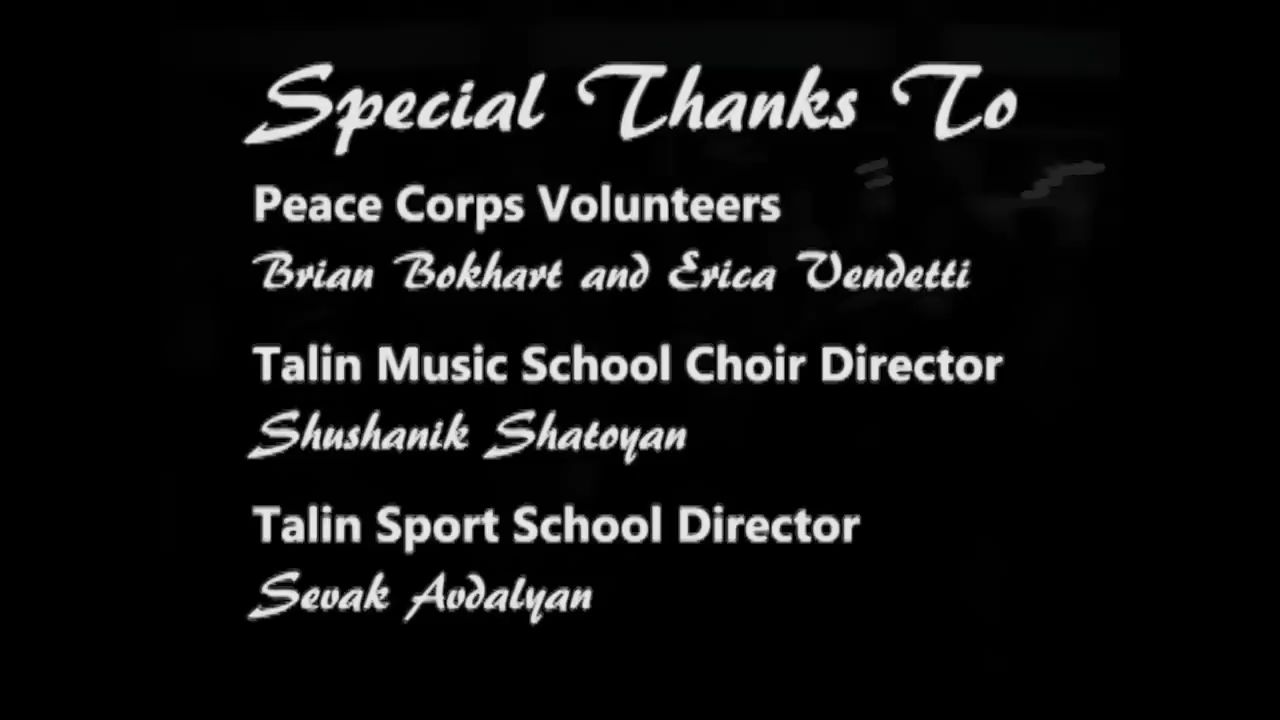 Special Thanks To
Peace Corps Volunteers
Brian Bokhart and Erica Vendetti
Talin Music School Choir Director
Shushanik Shatoyan
Talin Sport School Director
Sevak Avdalyan